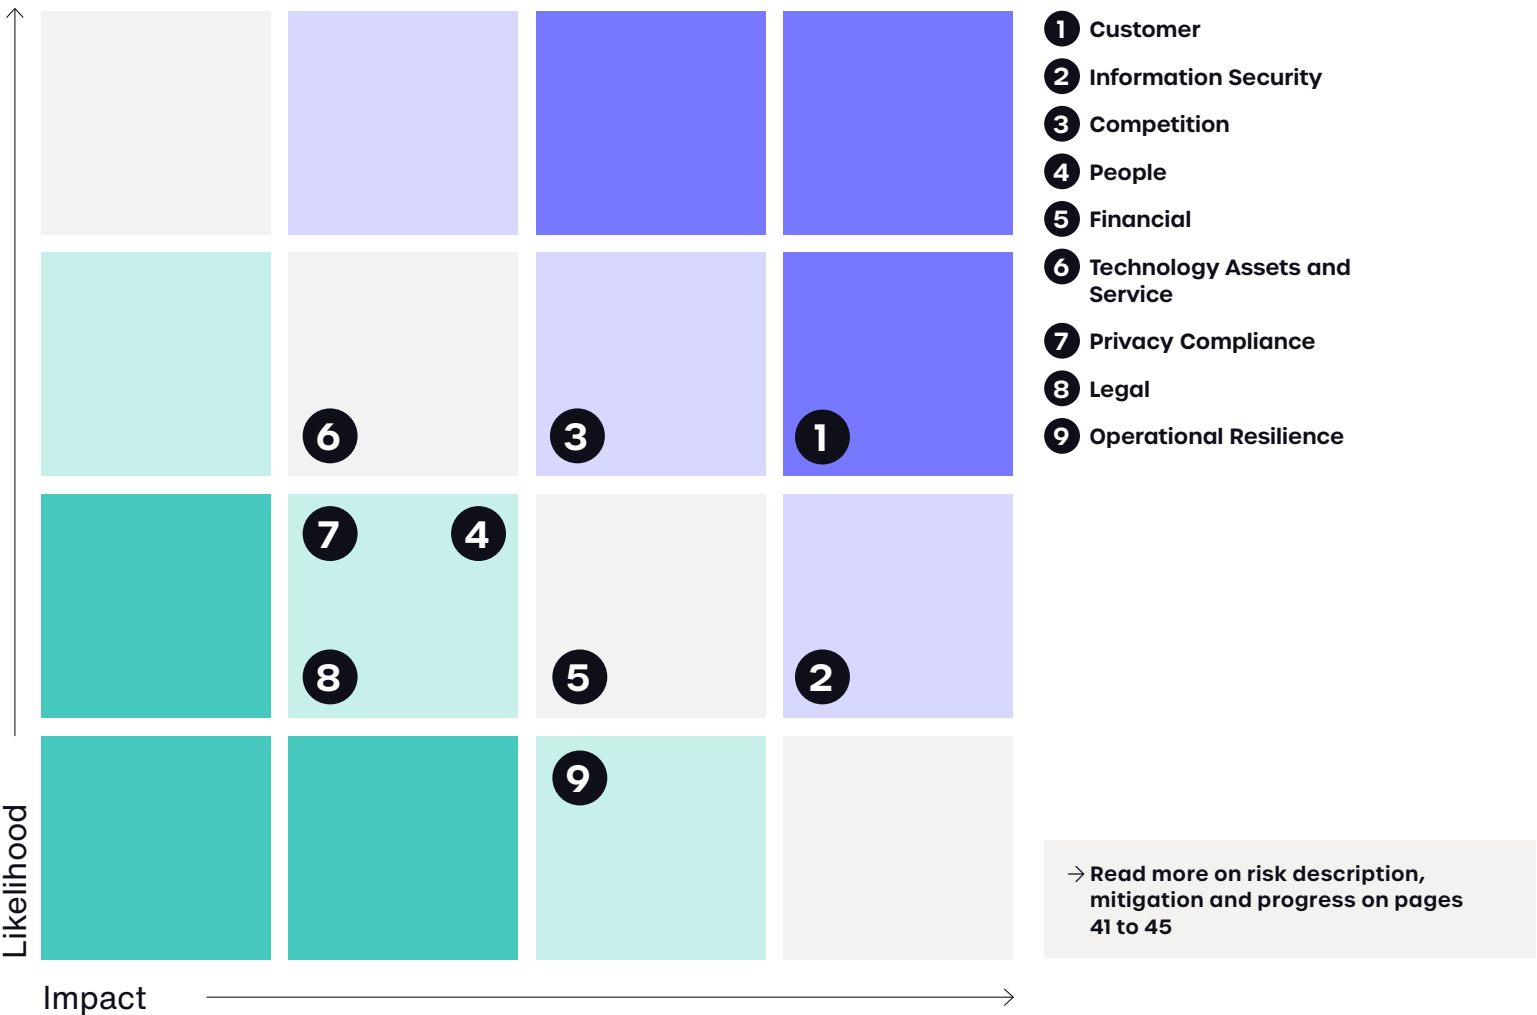 1 Customer
2 Information Security
3 Competition
4 People
5 Financial
6 Technology Assets and
Service
7 Privacy Compliance
8 Legal
9 Operational Resilience
6
3
1
7
4
8
5
2
9
Likelihood
Impact
→ Read more on risk description,
mitigation and progress on pages
41 to 45